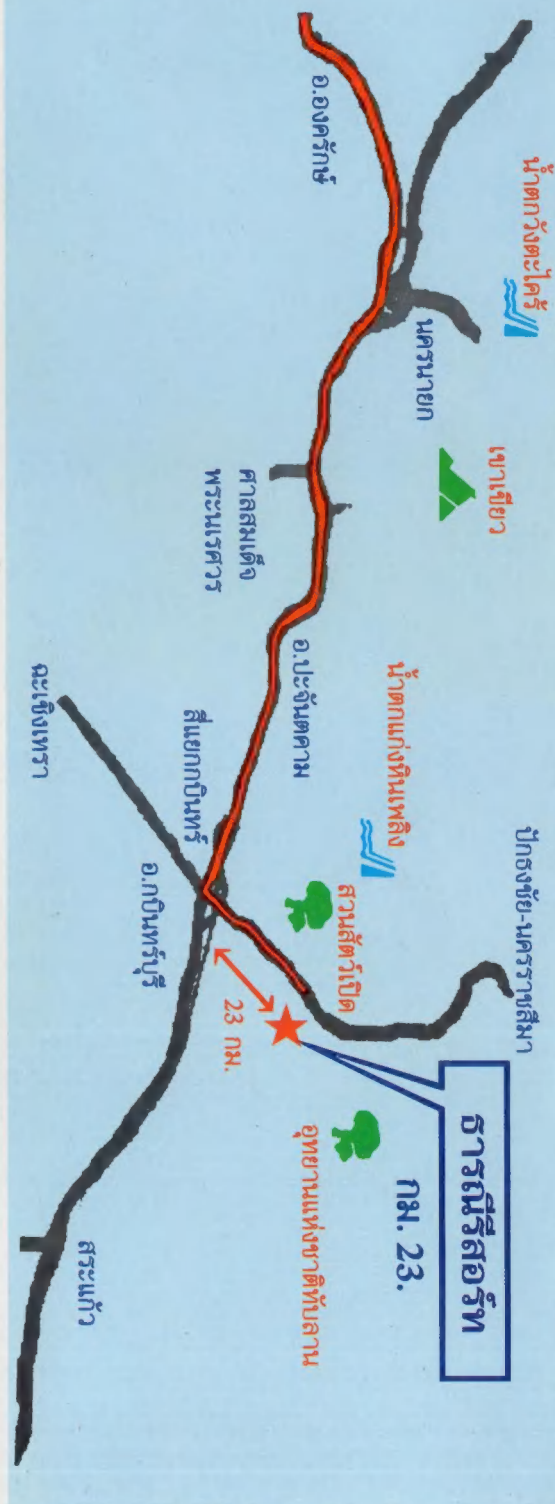 น้ำตกวังตะไคร้
อ.องครักษ์
นครนายก
เขาเขียว
ศาลสมเด็จ
พระนเรศวร
อ.ประจันตคาม
น้ำตกแก่งหินเพลิง
สี่แยกกบินทร์
ฉะเชิงเทรา
อ.กบินทร์บุรี
สวนสัตว์เปิด
23 กม.
ปักธงชัย-นครราชสีมา
ธารณีรีสอร์ท
กม. 23.
อุทยานแห่งชาติทับลาน
สระแก้ว